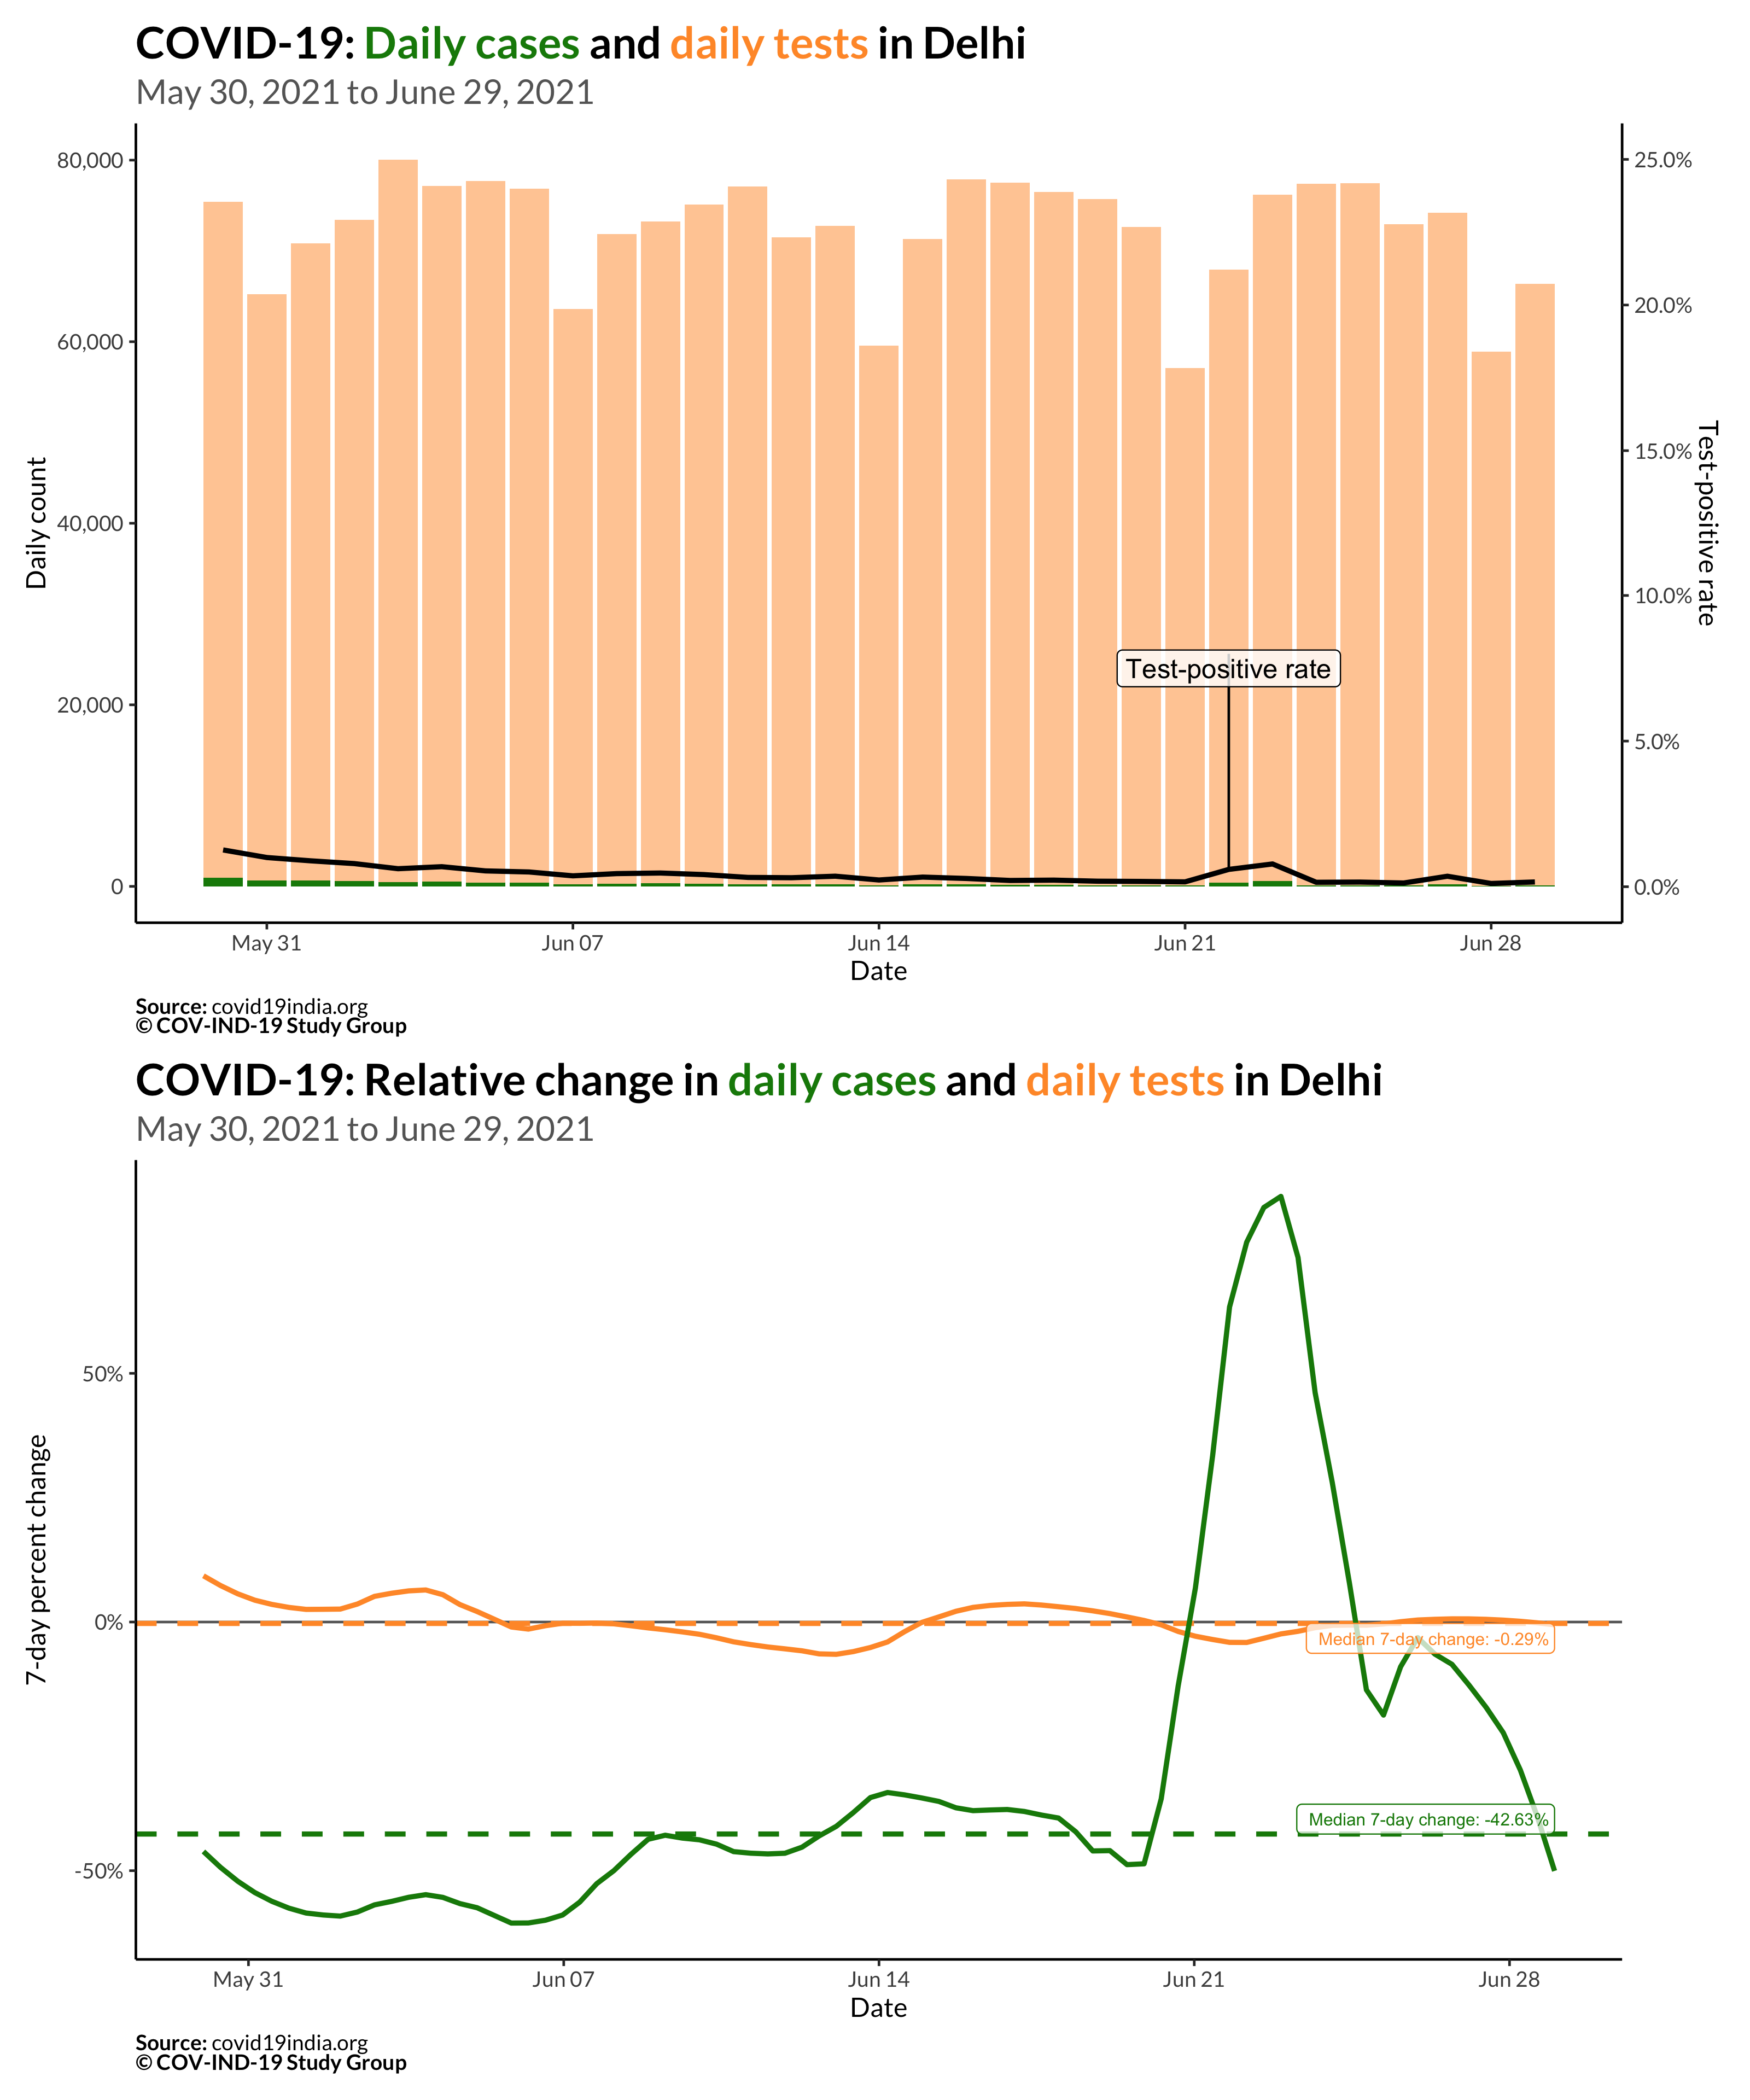 COVID-19: Daily cases and daily tests in Delhi
May 30, 2021 to June 29, 2021
80,000
60,000
40,000
20,000
0
Daily count
25.0%
20.0%
15.0%
10.0%
5.0%
0.0%
Test-positive rate
Test-positive rate
May 31
Jun 07
Jun 14
Jun 21
Jun 28
Date
Source: covid19india.org
© COV-IND-19 Study Group
COVID-19: Relative change in daily cases and daily tests in Delhi
May 30, 2021 to June 29, 2021
50%
0%
-50%
7-day percent change
Median 7-day change: -0.29%
Median 7-day change: -42.63%
May 31
Jun 07
Jun 14
Jun 21
Jun 28
Date
Source: covid19india.org
© COV-IND-19 Study Group